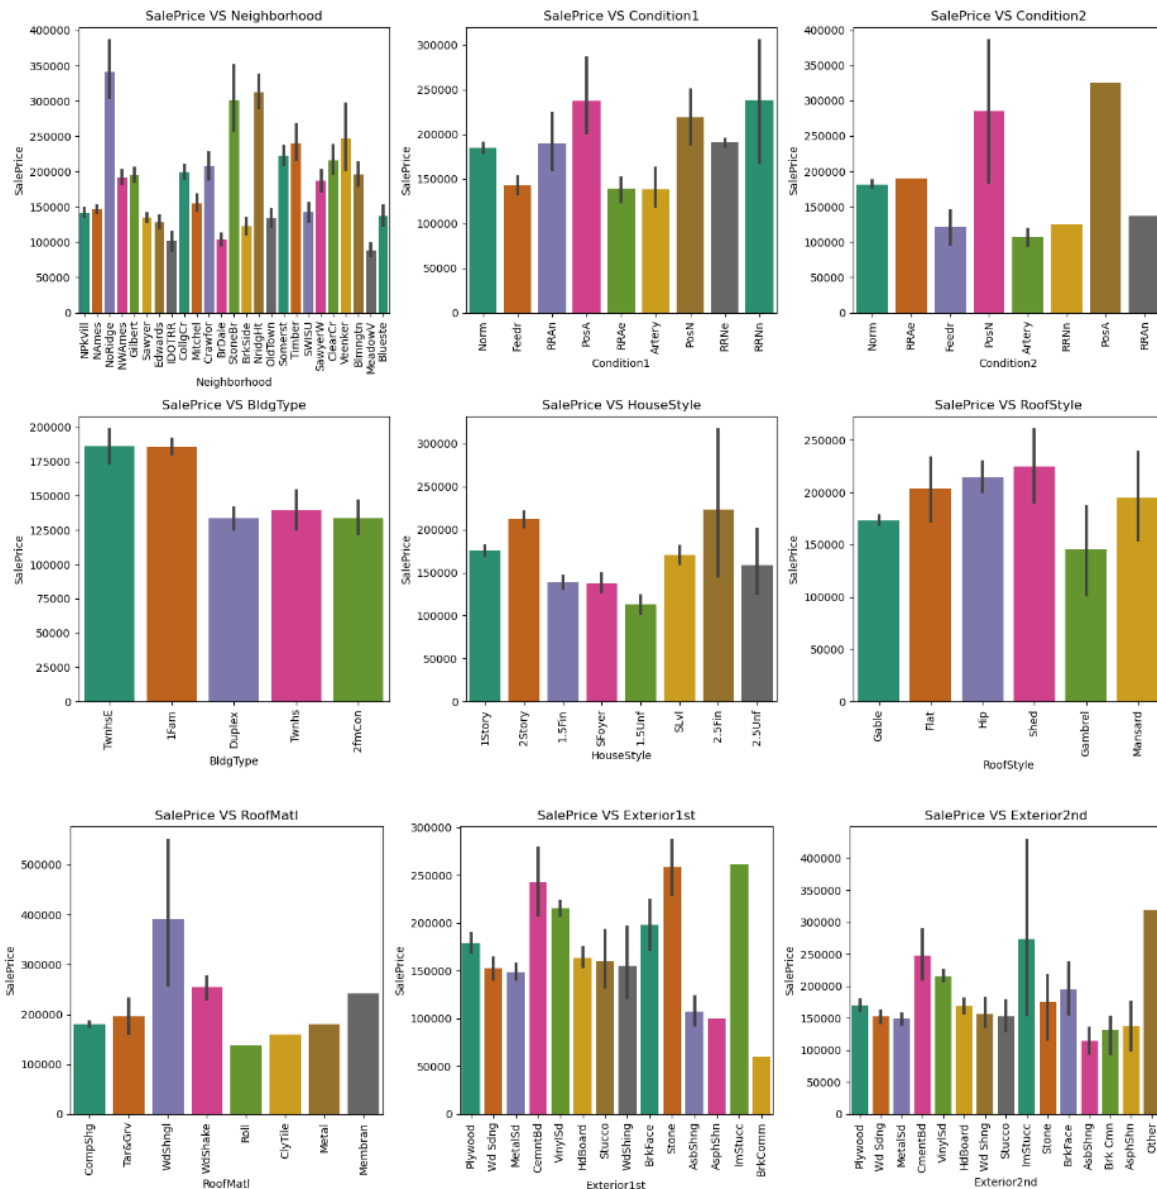 SalePrice VS Neighborhood
SalePrice
400000
350000
300000
250000
200000
150000
100000
50000
0
NPkVill
NAmes
NoRidge
NWAmes
Gilbert
Sawyer
Edwards
IDOTRR
CollgCr
Mitchel
Crawfor
BrDale
StoneBr
BrkSide
NridgHt
OldTown
Somerst
Timber
SWISU
SawyerW
ClearCr
Veenker
Blmngtn
MeadowV
Blueste
Neighborhood
SalePrice VS Condition1
SalePrice
300000
250000
200000
150000
100000
50000
0
Norm
Feedr
RRAn
PosA
RRAe
Artery
PosN
RRNe
RRNn
Condition1
SalePrice VS Condition2
SalePrice
400000
350000
300000
250000
200000
150000
100000
50000
0
Norm
RRAe
Feedr
PosN
Artery
RRNn
PosA
RRAn
Condition2
SalePrice VS BldgType
SalePrice
200000
175000
150000
125000
100000
75000
50000
25000
0
TwnhsE
1Fam
Duplex
Twnhs
2fmCon
BldgType
SalePrice VS HouseStyle
SalePrice
300000
250000
200000
150000
100000
50000
0
1Story
2Story
1.5Fin
SFoyer
1.5Unf
SLvl
2.5Fin
2.5Unf
HouseStyle
SalePrice VS RoofStyle
SalePrice
250000
200000
150000
100000
50000
0
Gable
Flat
Hip
Shed
Gambrel
Mansard
RoofStyle
SalePrice VS RoofMatl
SalePrice
500000
400000
300000
200000
100000
0
CompShg
Tar&Grv
WdShngl
WdShake
Roll
ClyTile
Metal
Membran
RoofMatl
SalePrice VS Exterior1st
SalePrice
300000
250000
200000
150000
100000
50000
0
Plywood
Wd Sdng
MetalSd
CemntBd
VinylSd
HdBoard
Stucco
WdShing
BrkFace
Stone
AsbShng
AsphShn
ImStucc
BrkComm
Exterior1st
SalePrice VS Exterior2nd
SalePrice
400000
350000
300000
250000
200000
150000
100000
50000
0
Plywood
Wd Sdng
MetalSd
CmentBd
VinylSd
HdBoard
Wd Shng
Stucco
ImStucc
Stone
BrkFace
AsbShng
Brk Cmn
AsphShn
Other
Exterior2nd